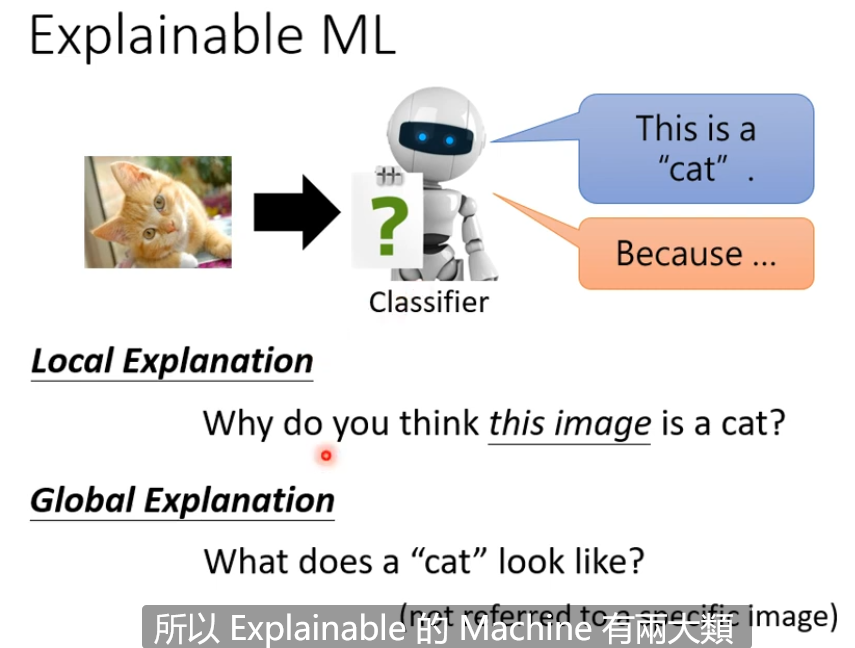 Explainable ML
This is a
“cat” .
?
Because …
Classifier
Local Explanation
Why do you think this image is a cat?
Global Explanation
What does a “cat” look like?
(not referred to a specific image)
所以 Explainable 的 Machine 有兩大類